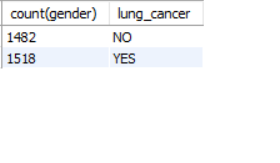 count(gender) lung_cancer
1482 NO
1518 YES